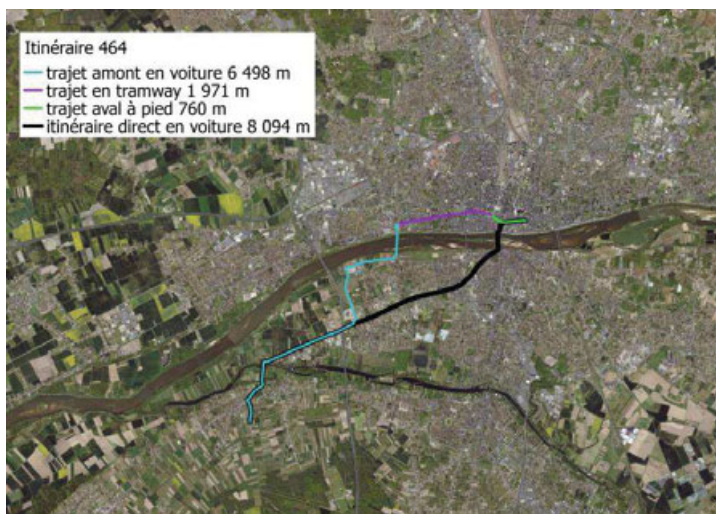 Itinéraire 464
trajet amont en voiture 6 498 m
trajet en tramway 1 971 m
trajet aval à pied 760 m
itinéraire direct en voiture 8 094 m